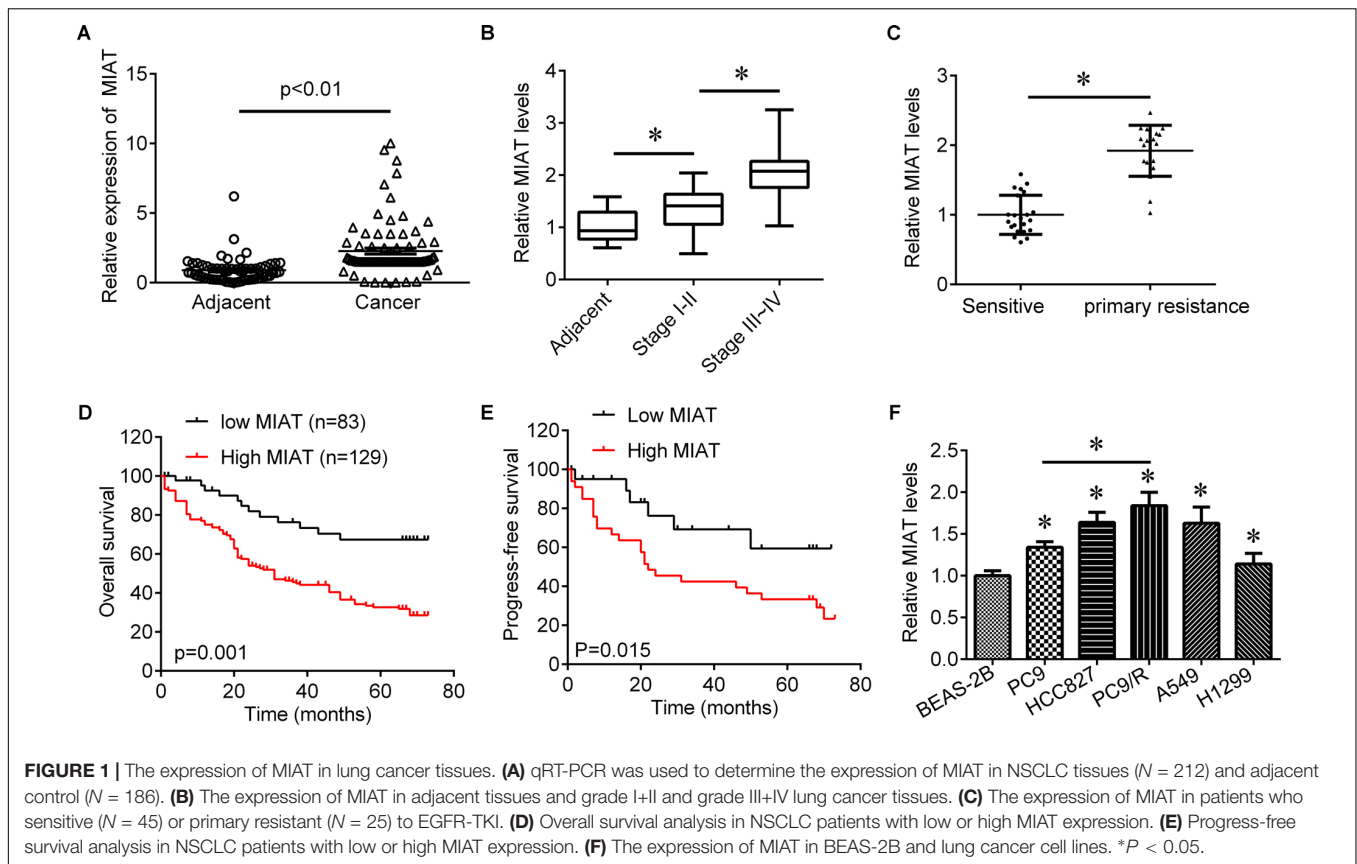 A
Relative expression of MIAT
15
10
5
0
p<0.01
Adjacent
Cancer
B
Relative MIAT levels
4
3
2
1
0
*
*
Adjacent
Stage I-II
Stage III~IV
C
Relative MIAT levels
3
2
1
0
*
Sensitive
primary resistance
D
low MIAT (n=83)
High MIAT (n=129)
Overall survival
120
100
80
60
40
20
0
p=0.001
0
20
40
60
80
Time (months)
E
Low MIAT
High MIAT
Progress-free survival
120
100
80
60
40
20
0
P=0.015
0
20
40
60
80
Time (months)
F
Relative MIAT levels
2.5
2.0
1.5
1.0
0.5
0.0
*
*
*
*
*
*
BEAS-2B
PC9
HCC827
PC9/R
A549
H1299
FIGURE 1 | The expression of MIAT in lung cancer tissues. (A) qRT-PCR was used to determine the expression of MIAT in NSCLC tissues (N = 212) and adjacent
control (N = 186). (B) The expression of MIAT in adjacent tissues and grade I+II and grade III+IV lung cancer tissues. (C) The expression of MIAT in patients who
sensitive (N = 45) or primary resistant (N = 25) to EGFR-TKI. (D) Overall survival analysis in NSCLC patients with low or high MIAT expression. (E) Progress-free
survival analysis in NSCLC patients with low or high MIAT expression. (F) The expression of MIAT in BEAS-2B and lung cancer cell lines. *P < 0.05.